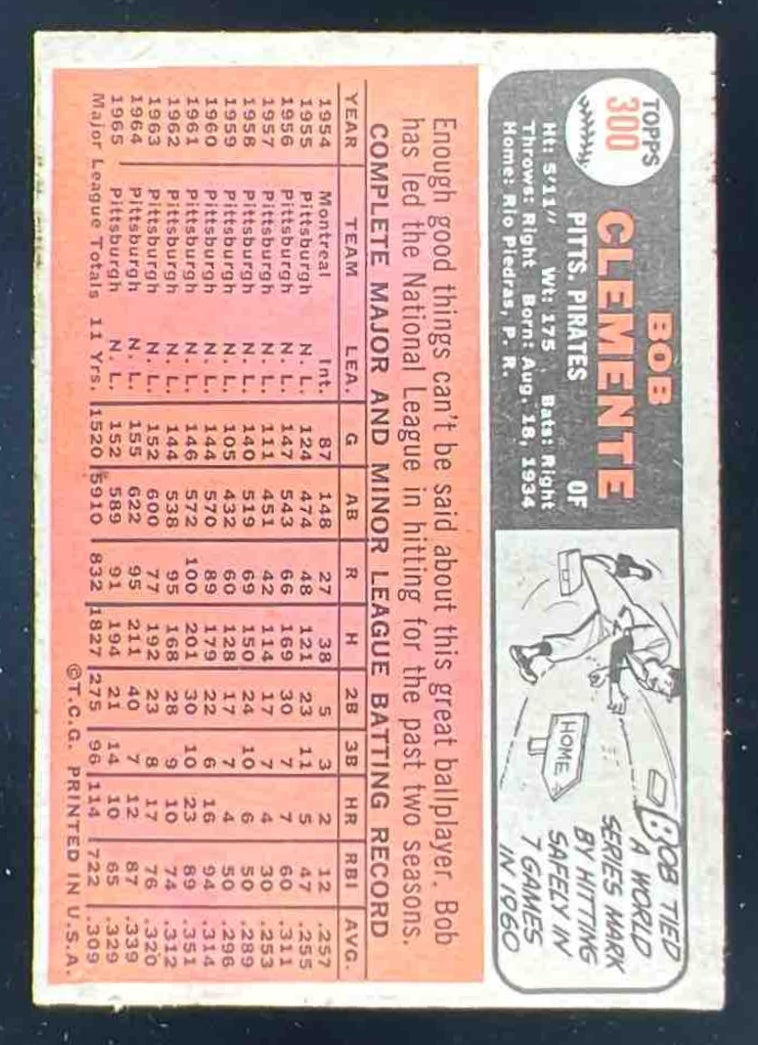 TOPPS
300
BOB
CLEMENTE
PITTS. PIRATES OF
Ht: 5'11" Wt: 175 Bats: Right
Throws: Right Born: Aug. 18, 1934
Home: Rio Piedras, P. R.
BOB TIED
A WORLD
SERIES MARK
BY HITTING
SAFELY IN
7 GAMES
IN 1960
HOME
Enough good things can't be said about this great ballplayer. Bob
has led the National League in hitting for the past two seasons.
COMPLETE MAJOR AND MINOR LEAGUE BATTING RECORD
YEAR TEAM LEA. G AB R H 2B 3B HR RBI AVG.
1954 Montreal Int. 87 148 27 38 5 3 2 12 .257
1955 Pittsburgh N. L. 124 474 48 121 23 11 5 47 .255
1956 Pittsburgh N. L. 147 543 66 169 30 7 7 60 .311
1957 Pittsburgh N. L. 111 451 42 114 17 7 4 30 .253
1958 Pittsburgh N. L. 140 519 69 150 24 10 6 50 .289
1959 Pittsburgh N. L. 105 432 60 128 17 7 4 50 .296
1960 Pittsburgh N. L. 144 570 89 179 22 6 16 94 .314
1961 Pittsburgh N. L. 146 572 100 201 30 10 23 89 .351
1962 Pittsburgh N. L. 144 538 95 168 28 9 10 74 .312
1963 Pittsburgh N. L. 152 600 77 192 23 8 17 76 .320
1964 Pittsburgh N. L. 155 622 95 211 40 7 12 87 .339
1965 Pittsburgh N. L. 152 589 91 194 21 14 10 65 .329
Major League Totals 11 Yrs. 1520 5910 832 1827 275 96 114 722 .309
©T.C.G. PRINTED IN U.S.A.